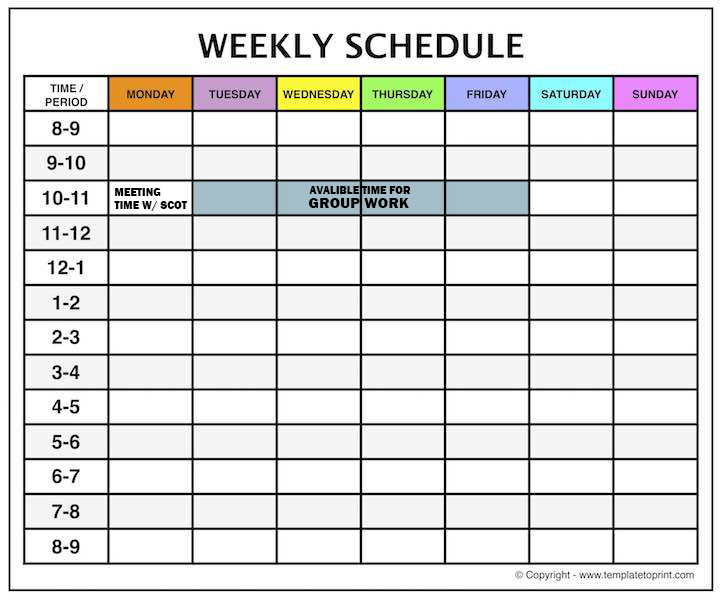 WEEKLY SCHEDULE
TIME / PERIOD MONDAY TUESDAY WEDNESDAY THURSDAY FRIDAY SATURDAY SUNDAY
8-9
9-10
10-11
MEETING
TIME W/ SCOT
AVALIBLE TIME FOR
GROUP WORK
11-12
12-1
1-2
2-3
3-4
4-5
5-6
6-7
7-8
8-9
© Copyright - www.templatetoprint.com